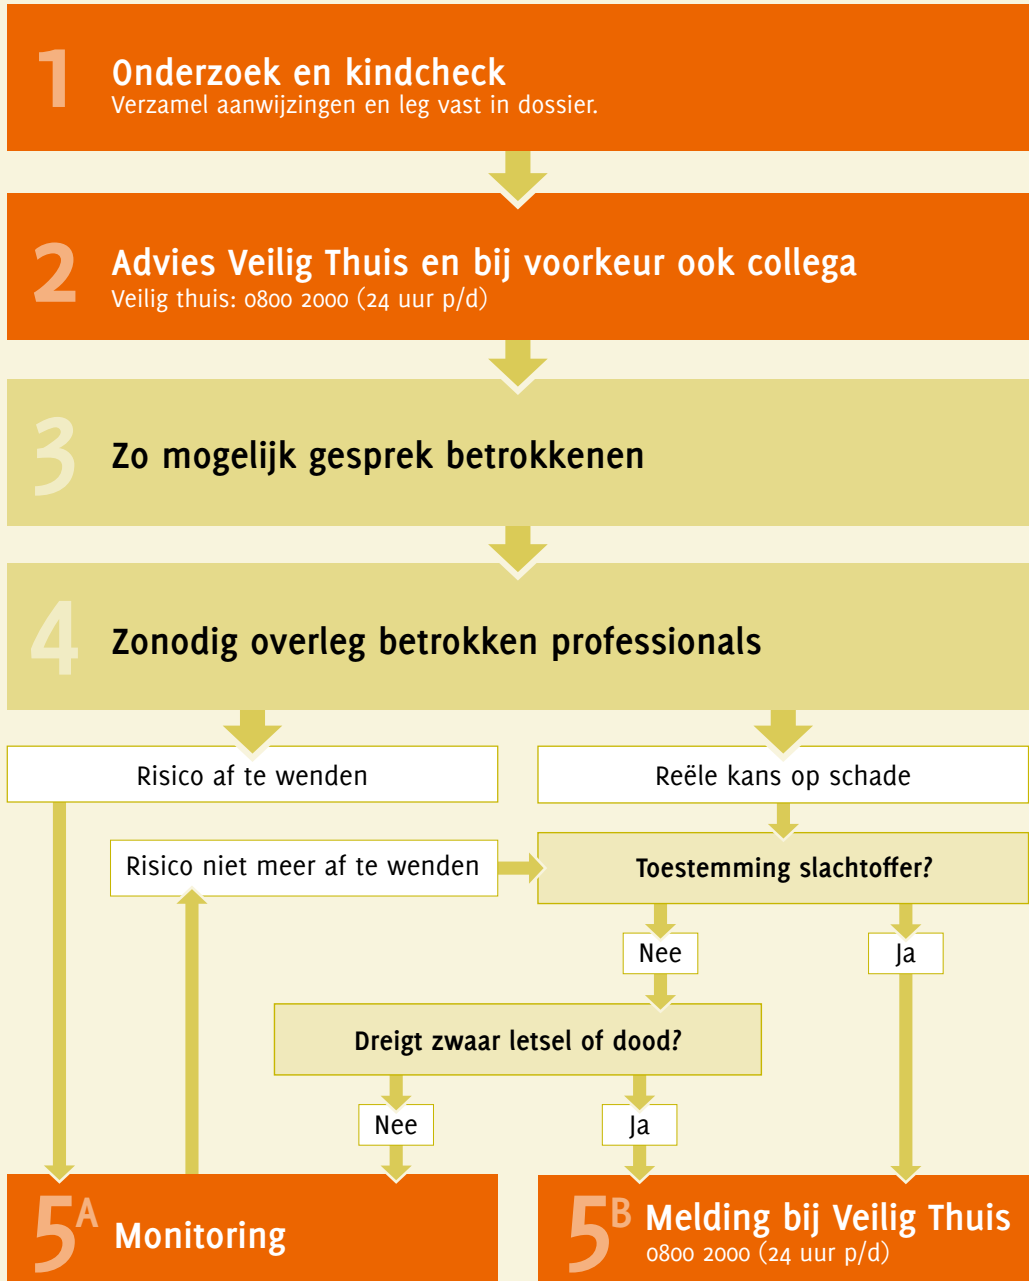 1
Onderzoek en kindcheck
Verzamel aanwijzingen en leg vast in dossier.
2
Advies Veilig Thuis en bij voorkeur ook collega
Veilig thuis: 0800 2000 (24 uur p/d)
3
Zo mogelijk gesprek betrokkenen
4
Zonodig overleg betrokken professionals
Risico af te wenden
Reële kans op schade
Risico niet meer af te wenden
Toestemming slachtoffer?
Nee
Ja
Dreigt zwaar letsel of dood?
Nee
Ja
5A Monitoring
5B Melding bij Veilig Thuis
0800 2000 (24 uur p/d)